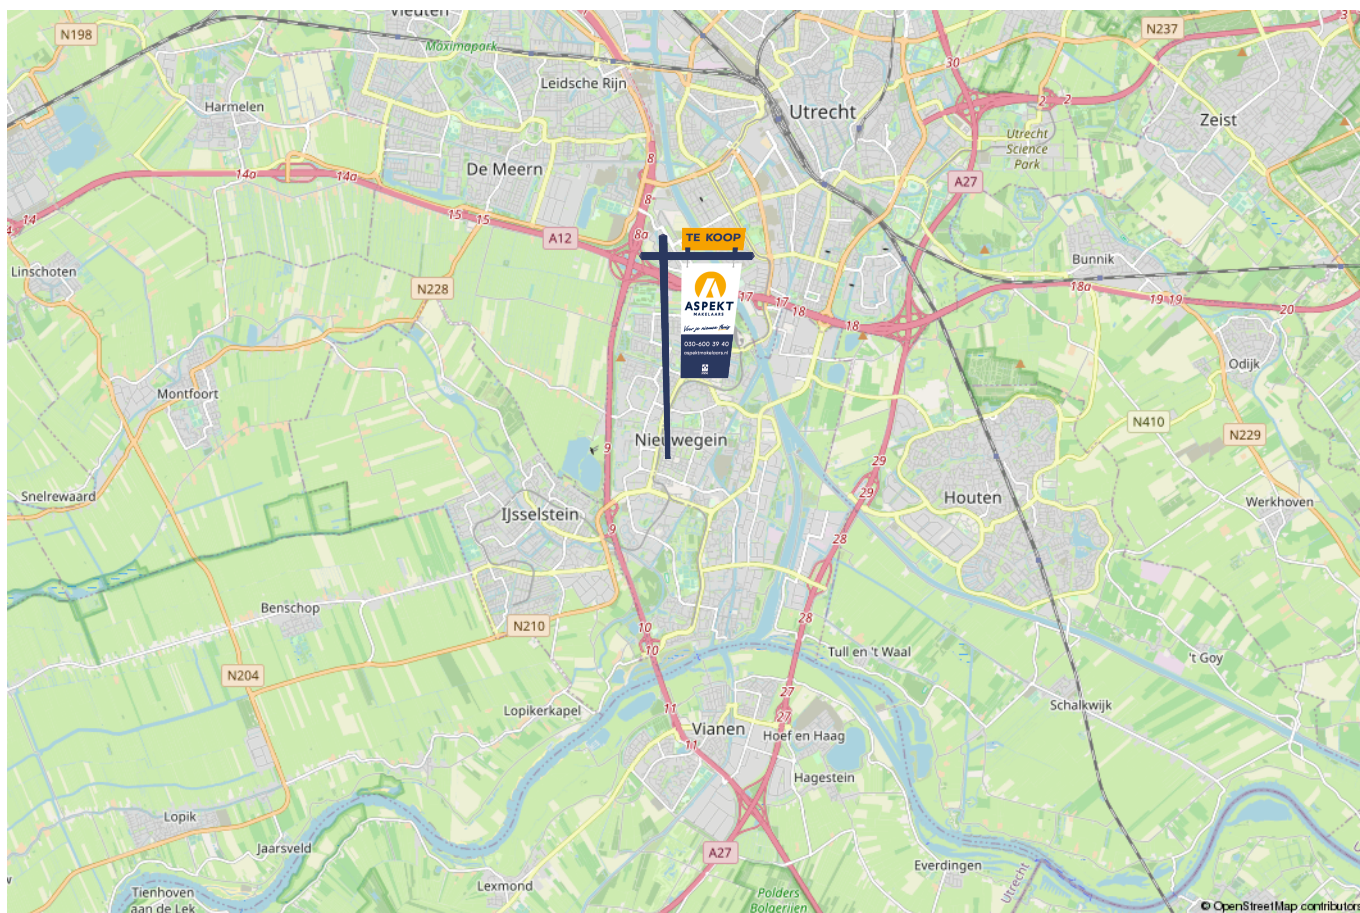 Vleuten
N198
N237
Maximapark
30
Leidsche Rijn
Harmelen
Utrecht
2
2
Zeist
Utrecht
Science
Park
8
De Meern
14a
14a
A27
8
14
15
15
A12
8a
TE KOOP
Linschoten
Bunnik
N228
ASPEKT
MAKELAARS
Voor je nieuwe thuis
030-600 39 40
aspektmakelaars.nl
17
17
18
18
18a
19
19
20
Odijk
Montfoort
N410
N229
Nieuwegein
9
29
29
Snelrewaard
Houten
Werkhoven
IJsselstein
9
28
Benschop
N210
10
10
28
Tull en 't Waal
't Goy
N204
27
27
Lopikerkapel
11
11
Schalkwijk
Vianen
Hoef en Haag
Hagestein
Lopik
Jaarsveld
A27
Everdingen
Lexmond
Utrecht
Tienhoven
aan de Lek
Polders
Bolgerijen
© OpenStreetMap contributors